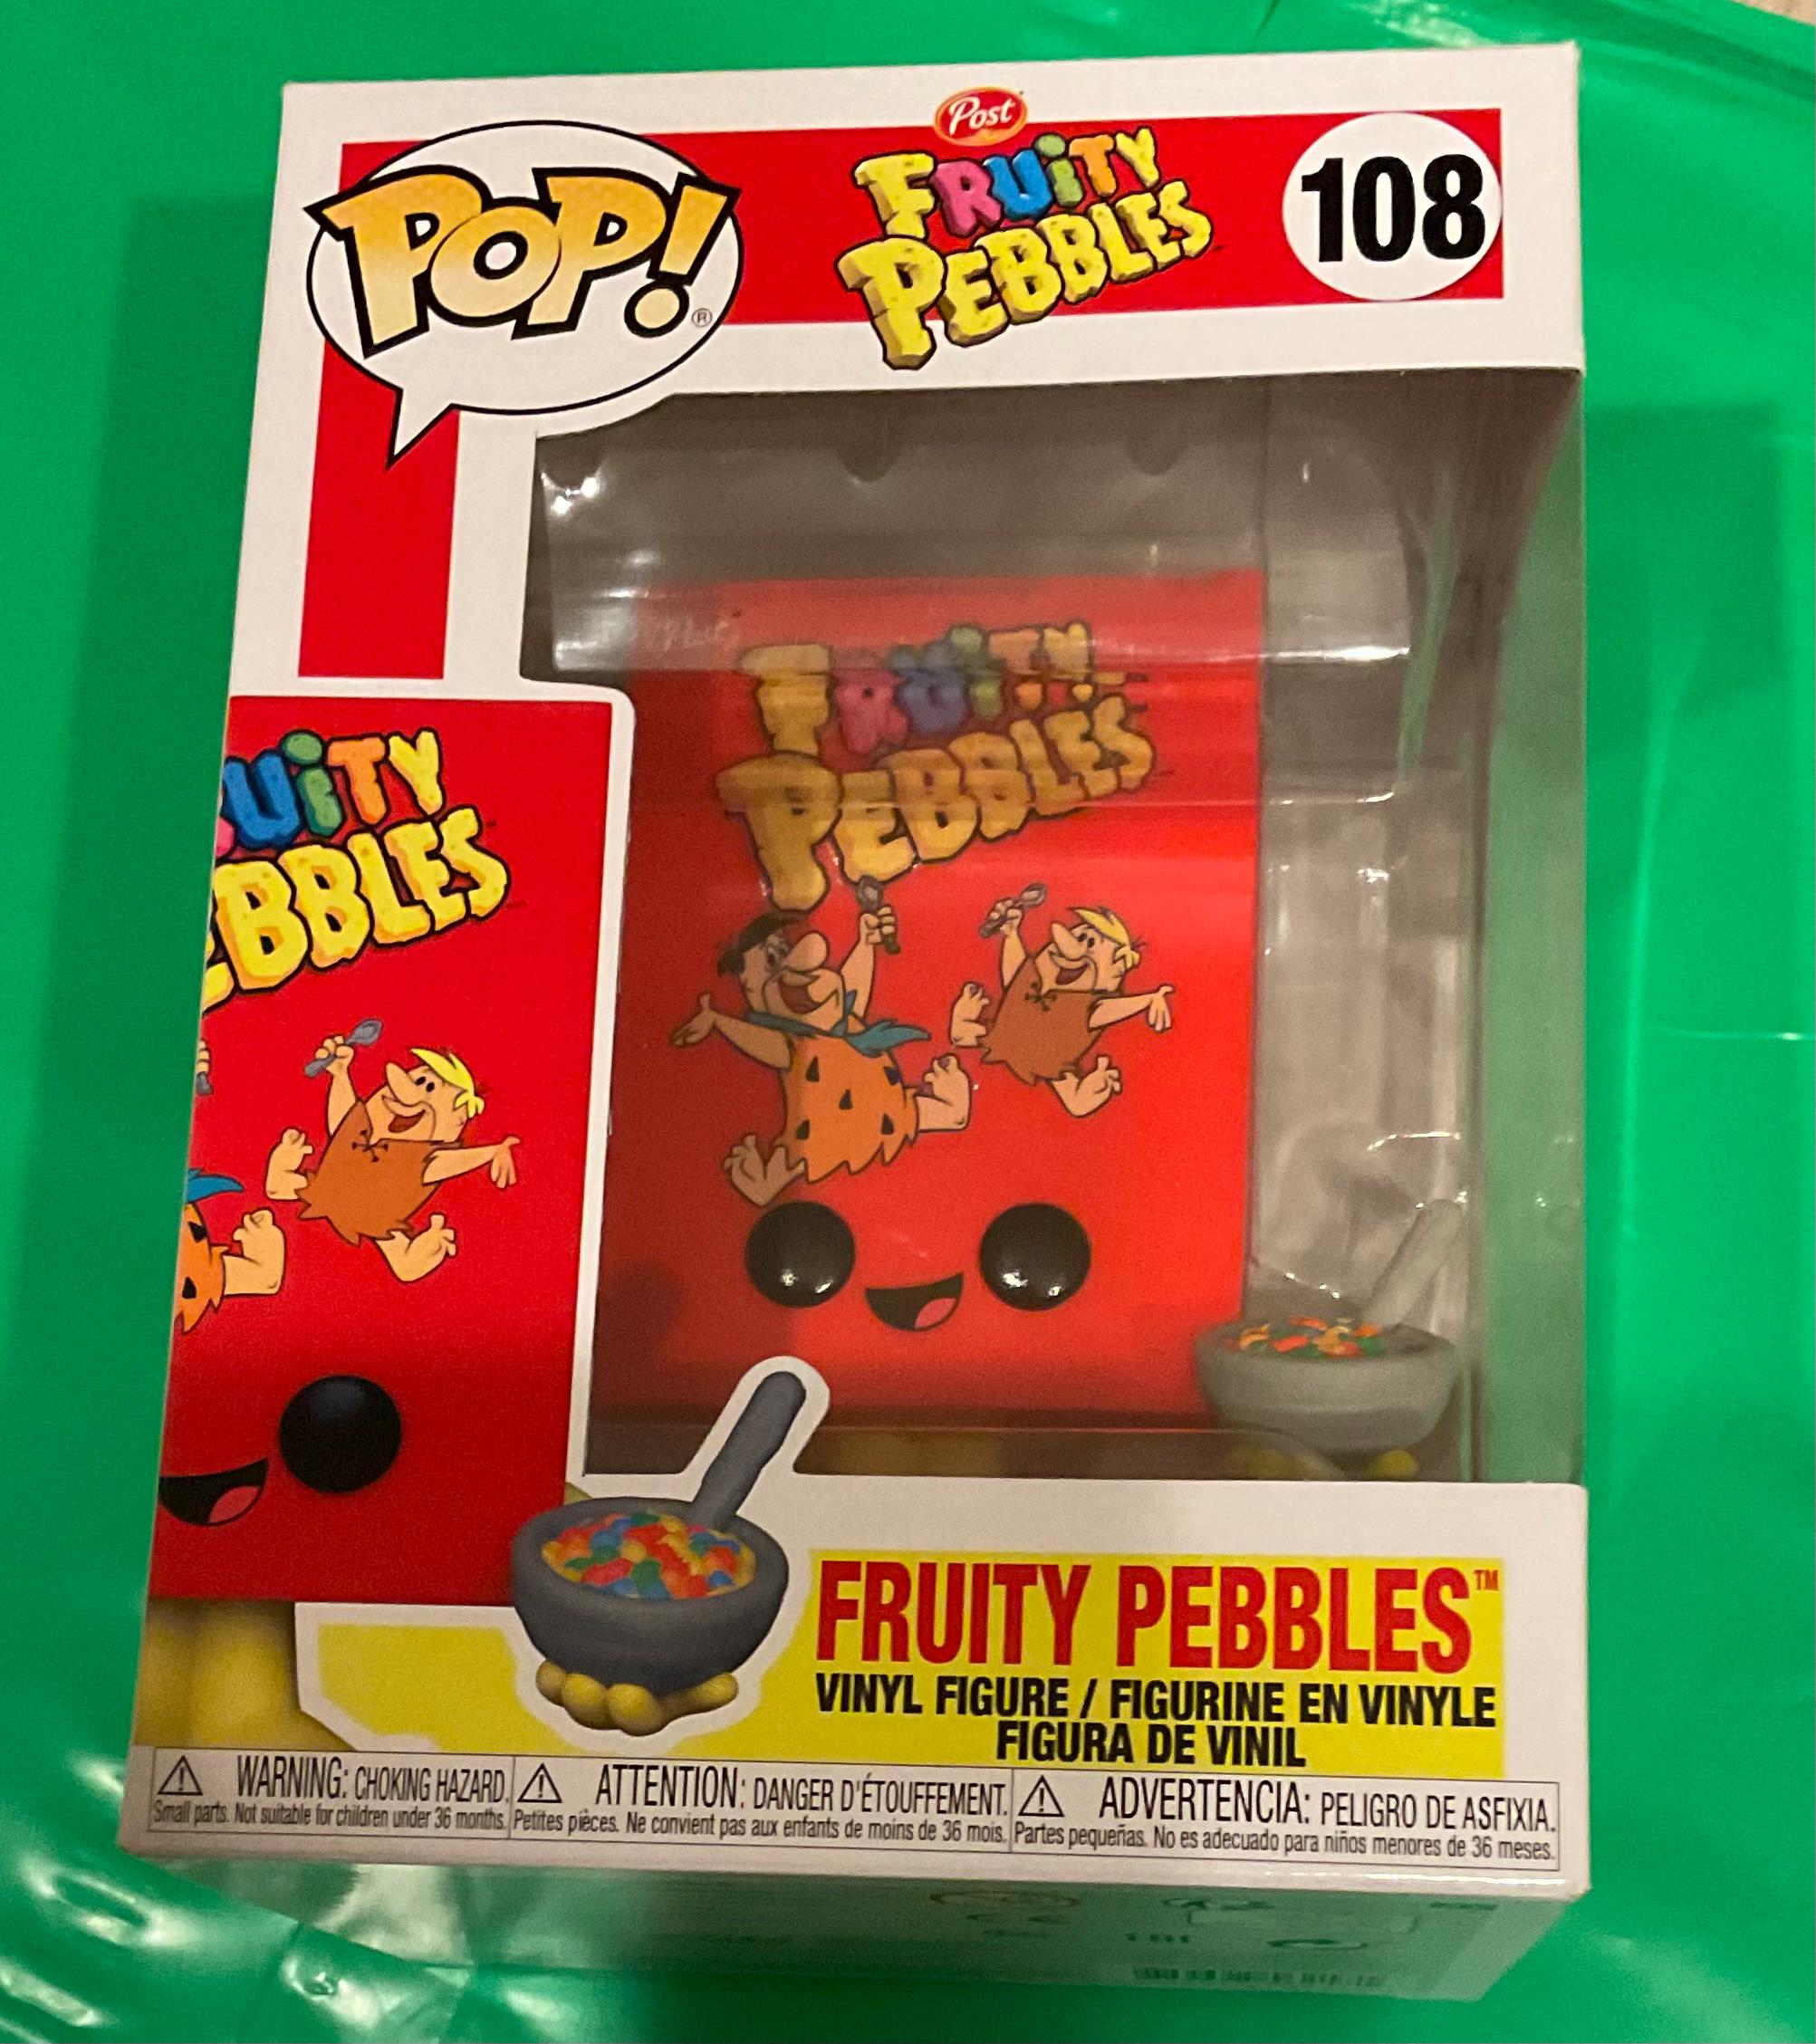 Post
POP!®
FRUiTY
PEBBLES
108
FRUiTY
PEBBLES
UiTY
EBBLES
FRUITY PEBBLES™
VINYL FIGURE / FIGURINE EN VINYLE
FIGURA DE VINIL
WARNING: CHOKING HAZARD.
Small parts. Not suitable for children under 36 months.
ATTENTION: DANGER D'ÉTOUFFEMENT.
Petites pièces. Ne convient pas aux enfants de moins de 36 mois.
ADVERTENCIA: PELIGRO DE ASFIXIA.
Partes pequeñas. No es adecuado para niños menores de 36 meses.